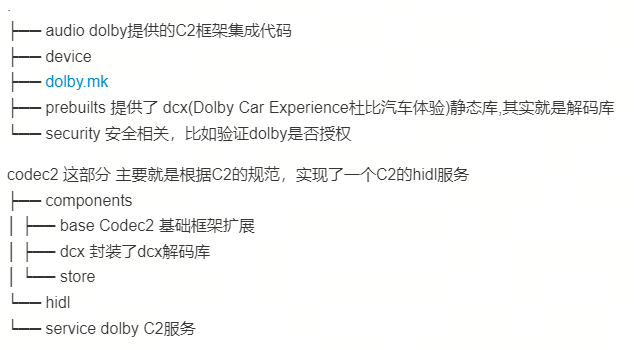 .
├── audio dolby提供的C2框架集成代码
├── device
├── dolby.mk
├── prebuilts 提供了 dcx(Dolby Car Experience杜比汽车体验)静态库,其实就是解码库
└── security 安全相关，比如验证dolby是否授权
codec2 这部分 主要就是根据C2的规范，实现了一个C2的hidl服务
├── components
│ ├── base Codec2 基础框架扩展
│ ├── dcx 封装了dcx解码库
│ └── store
└── hidl
└── service dolby C2服务